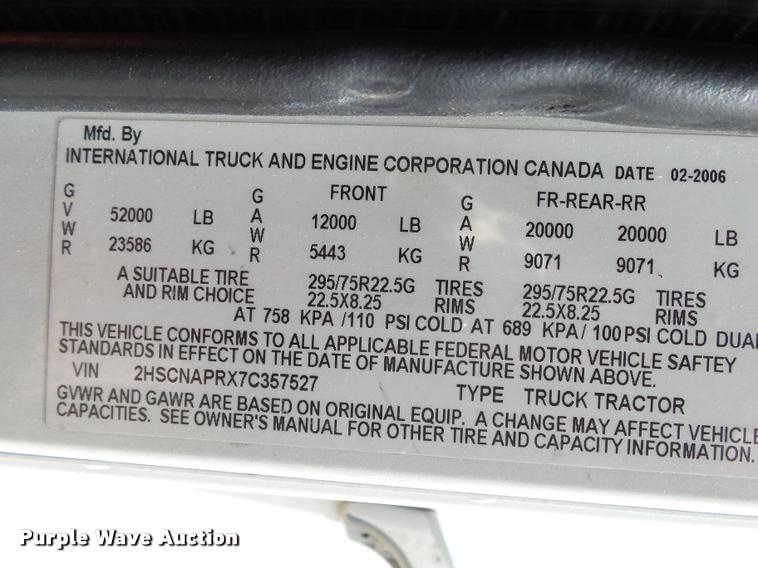 Mfd. By
INTERNATIONAL TRUCK AND ENGINE CORPORATION CANADA DATE 02-2006
GVWR 52000 LB GAWR FRONT 12000 LB GAWR FR-REAR-RR 20000 20000 LB
23586 KG 5443 KG 9071 9071 KG
A SUITABLE TIRE 295/75R22.5G TIRES 295/75R22.5G TIRES
AND RIM CHOICE 22.5X8.25 RIMS 22.5X8.25 RIMS
AT 758 KPA /110 PSI COLD AT 689 KPA/ 100 PSI COLD DUAL
THIS VEHICLE CONFORMS TO ALL APPLICABLE FEDERAL MOTOR VEHICLE SAFTEY
STANDARDS IN EFFECT ON THE DATE OF MANUFACTURE SHOWN ABOVE.
VIN 2HSCNAPRX7C357527 TYPE TRUCK TRACTOR
GVWR AND GAWR ARE BASED ON ORIGINAL EQUIP. A CHANGE MAY AFFECT VEHICLE
CAPACITIES. SEE OWNER'S MANUAL FOR OTHER TIRE AND CAPACITY INFORMATION.
Purple Wave Auction